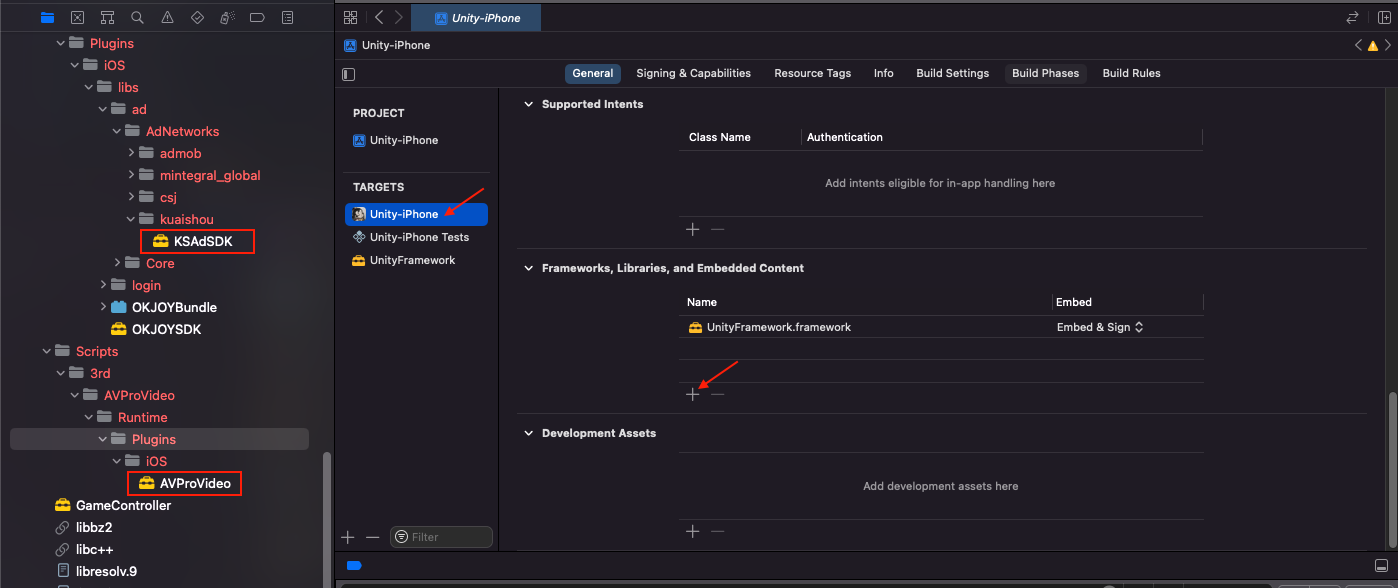 Plugins
iOS
libs
ad
AdNetworks
admob
mintegral_global
csj
kuaishou
KSAdSDK
Core
login
OKJOYBundle
OKJOYSDK
Scripts
3rd
AVProVideo
Runtime
Plugins
iOS
AVProVideo
GameController
libbz2
libc++
libresolv.9
Unity-iPhone
Unity-iPhone
General Signing & Capabilities Resource Tags Info Build Settings Build Phases Build Rules
PROJECT
Unity-iPhone
TARGETS
Unity-iPhone
Unity-iPhone Tests
UnityFramework
Filter
Supported Intents
Class Name Authentication
Add intents eligible for in-app handling here
Frameworks, Libraries, and Embedded Content
Name Embed
UnityFramework.framework Embed & Sign
Development Assets
Add development assets here